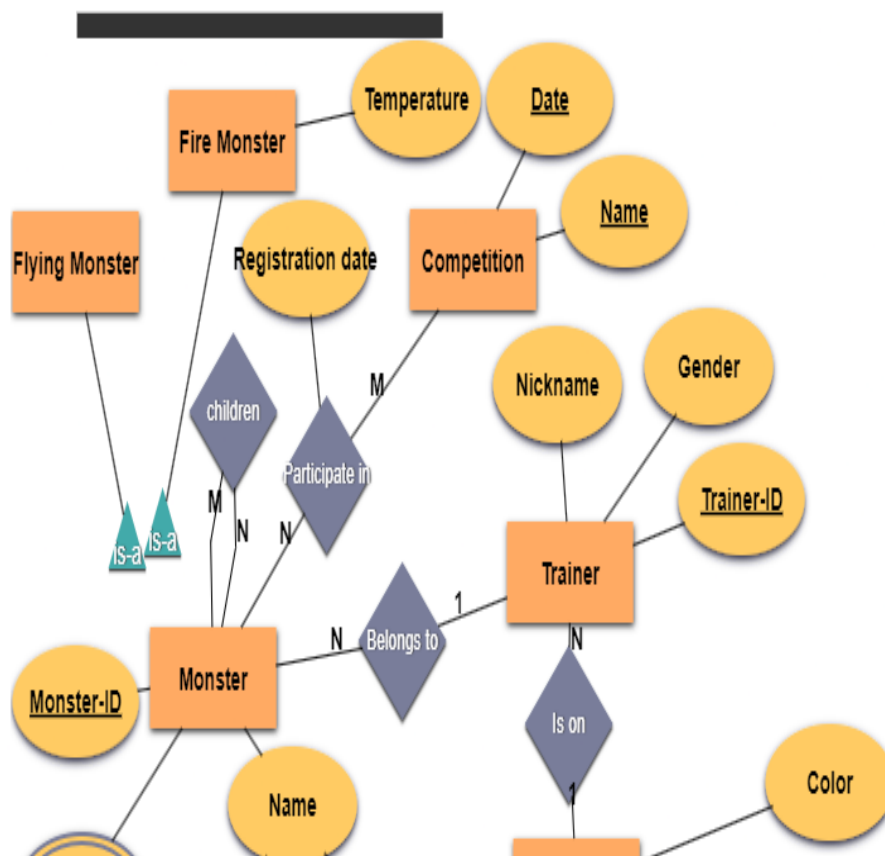 Temperature
Date
Fire Monster
Name
Registration date
Flying Monster
Competition
M
Nickname
Gender
children
Participate in
M
Trainer-ID
is-a
is-a
N
N
Trainer
1
N
Belongs to
N
Monster
Monster-ID
Is on
Color
Name
1